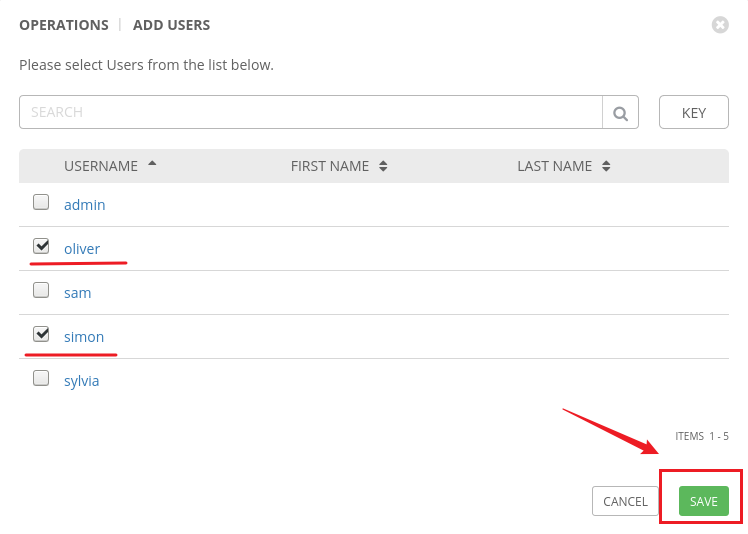 OPERATIONS | ADD USERS
Please select Users from the list below.
SEARCH
KEY
USERNAME FIRST NAME LAST NAME
admin
oliver
sam
simon
sylvia
ITEMS 1 - 5
CANCEL SAVE